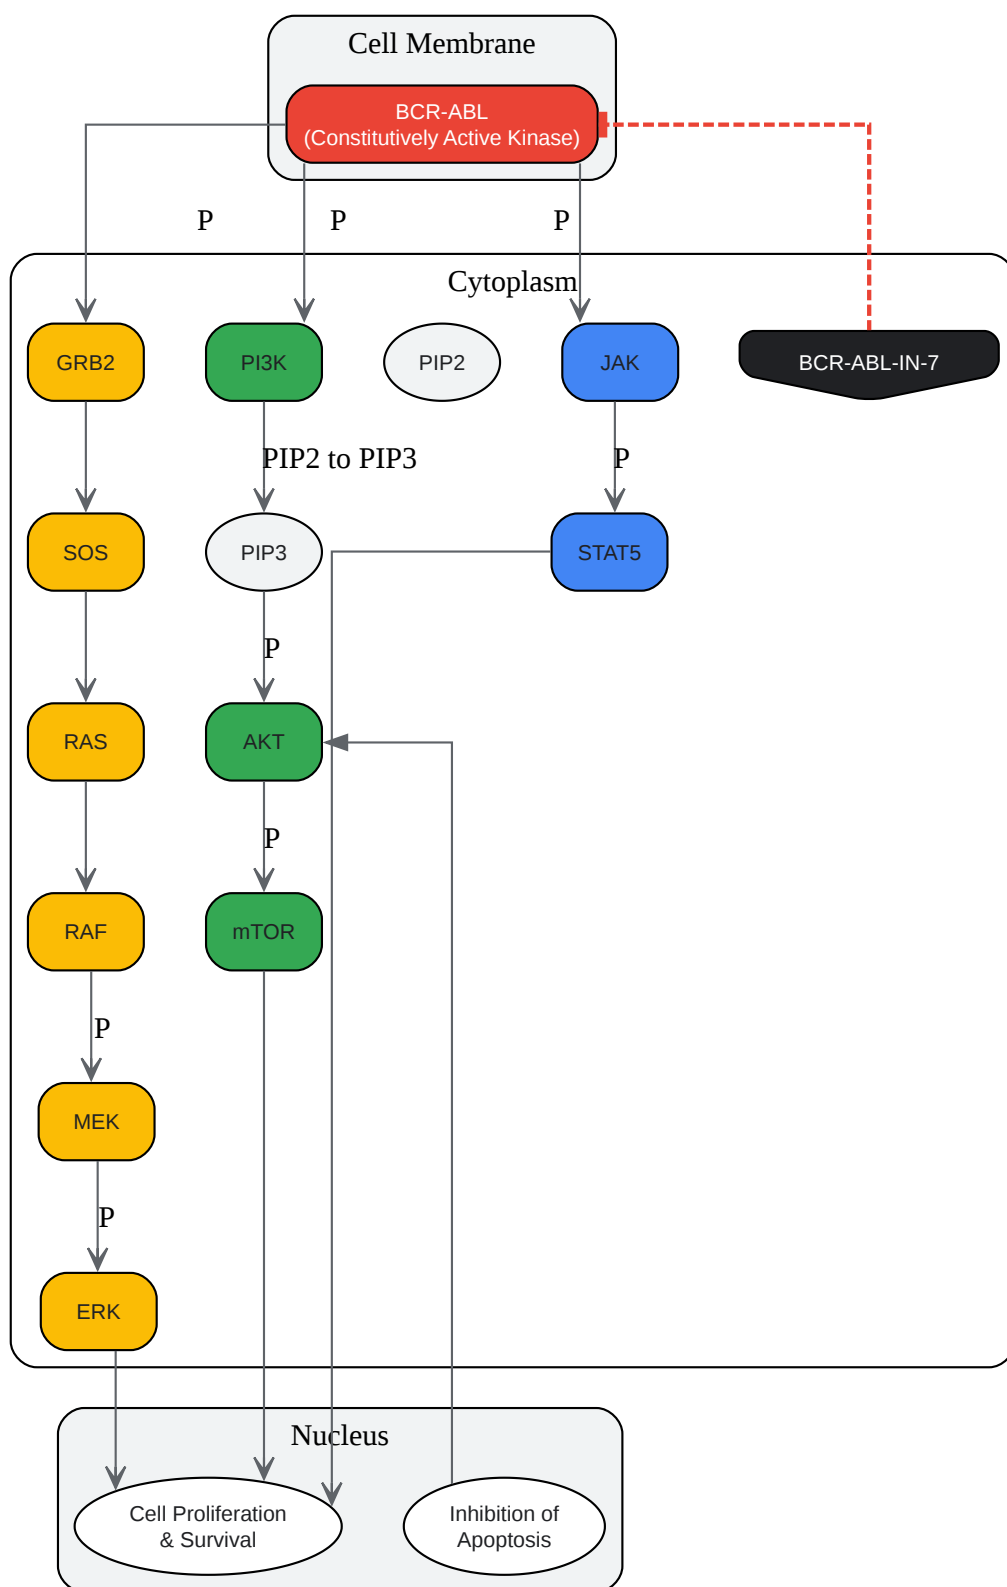 Cell Membrane
BCR-ABL
(Constitutively Active Kinase)
P
P
P
Cytoplasm
GRB2
PI3K
PIP2
JAK
BCR-ABL-IN-7
PIP2 to PIP3
P
SOS
PIP3
STAT5
P
RAS
AKT
P
RAF
mTOR
P
MEK
P
ERK
Nucleus
Cell Proliferation
& Survival
Inhibition of
Apoptosis